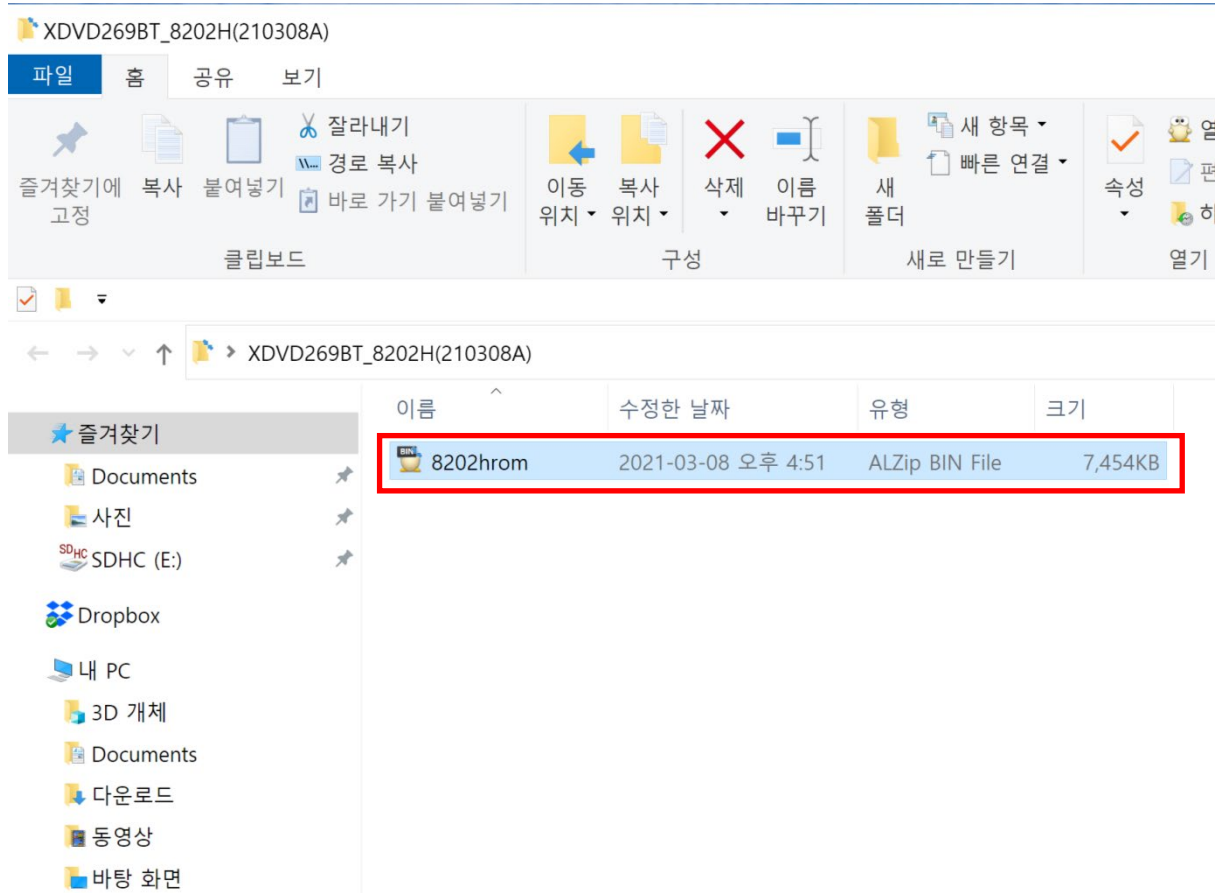 XDVD269BT_8202H(210308A)
파일 홈 공유 보기
즐겨찾기에 고정
복사
붙여넣기
잘라내기
경로 복사
바로 가기 붙여넣기
클립보드
이동 위치
복사 위치
삭제
이름 바꾸기
구성
새 폴더
새 항목
빠른 연결
새로 만들기
속성
열기
XDVD269BT_8202H(210308A)
이름 수정한 날짜 유형 크기
BIN 8202hrom 2021-03-08 오후 4:51 ALZip BIN File 7,454KB
즐겨찾기
Documents
사진
SDHC SDHC (E:)
Dropbox
내 PC
3D 개체
Documents
다운로드
동영상
바탕 화면